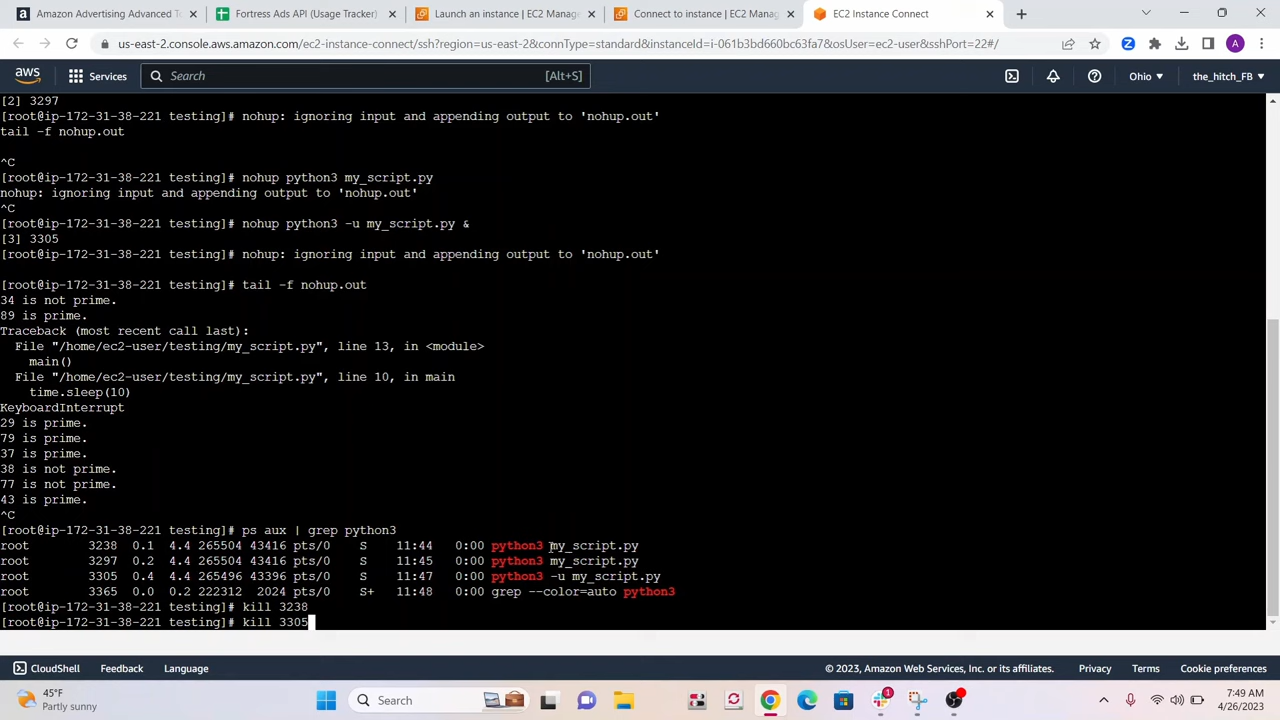 Amazon Advertising Advanced To
Fortress Ads API (Usage Tracker)
Launch an instance | EC2 Manage
Connect to instance | EC2 Manag
EC2 Instance Connect
us-east-2.console.aws.amazon.com/ec2-instance-connect/ssh?region=us-east-2&connType=standard&instanceId=i-061b3bd660bc63fa7&osUser=ec2-user&sshPort=22#/
A
aws
Services
Search
[Alt+S]
Ohio
the_hitch_FB
[2] 3297
[root@ip-172-31-38-221 testing]# nohup: ignoring input and appending output to 'nohup.out'
tail -f nohup.out
^C
[root@ip-172-31-38-221 testing]# nohup python3 my_script.py
nohup: ignoring input and appending output to 'nohup.out'
^C
[root@ip-172-31-38-221 testing]# nohup python3 -u my_script.py &
[3] 3305
[root@ip-172-31-38-221 testing]# nohup: ignoring input and appending output to 'nohup.out'
[root@ip-172-31-38-221 testing]# tail -f nohup.out
34 is not prime.
89 is prime.
Traceback (most recent call last):
  File "/home/ec2-user/testing/my_script.py", line 13, in <module>
    main()
  File "/home/ec2-user/testing/my_script.py", line 10, in main
    time.sleep(10)
KeyboardInterrupt
29 is prime.
79 is prime.
37 is prime.
38 is not prime.
77 is not prime.
43 is prime.
^C
[root@ip-172-31-38-221 testing]# ps aux | grep python3
root      3238  0.1  4.4 265504 43416 pts/0    S    11:44   0:00 python3 my_script.py
root      3297  0.2  4.4 265504 43416 pts/0    S    11:45   0:00 python3 my_script.py
root      3305  0.4  4.4 265496 43396 pts/0    S    11:47   0:00 python3 -u my_script.py
root      3365  0.0  0.2 222312  2024 pts/0    S+   11:48   0:00 grep --color=auto python3
[root@ip-172-31-38-221 testing]# kill 3238
[root@ip-172-31-38-221 testing]# kill 3305
CloudShell
Feedback
Language
© 2023, Amazon Web Services, Inc. or its affiliates.
Privacy
Terms
Cookie preferences
45°F
Partly sunny
Search
1
7:49 AM
4/26/2023